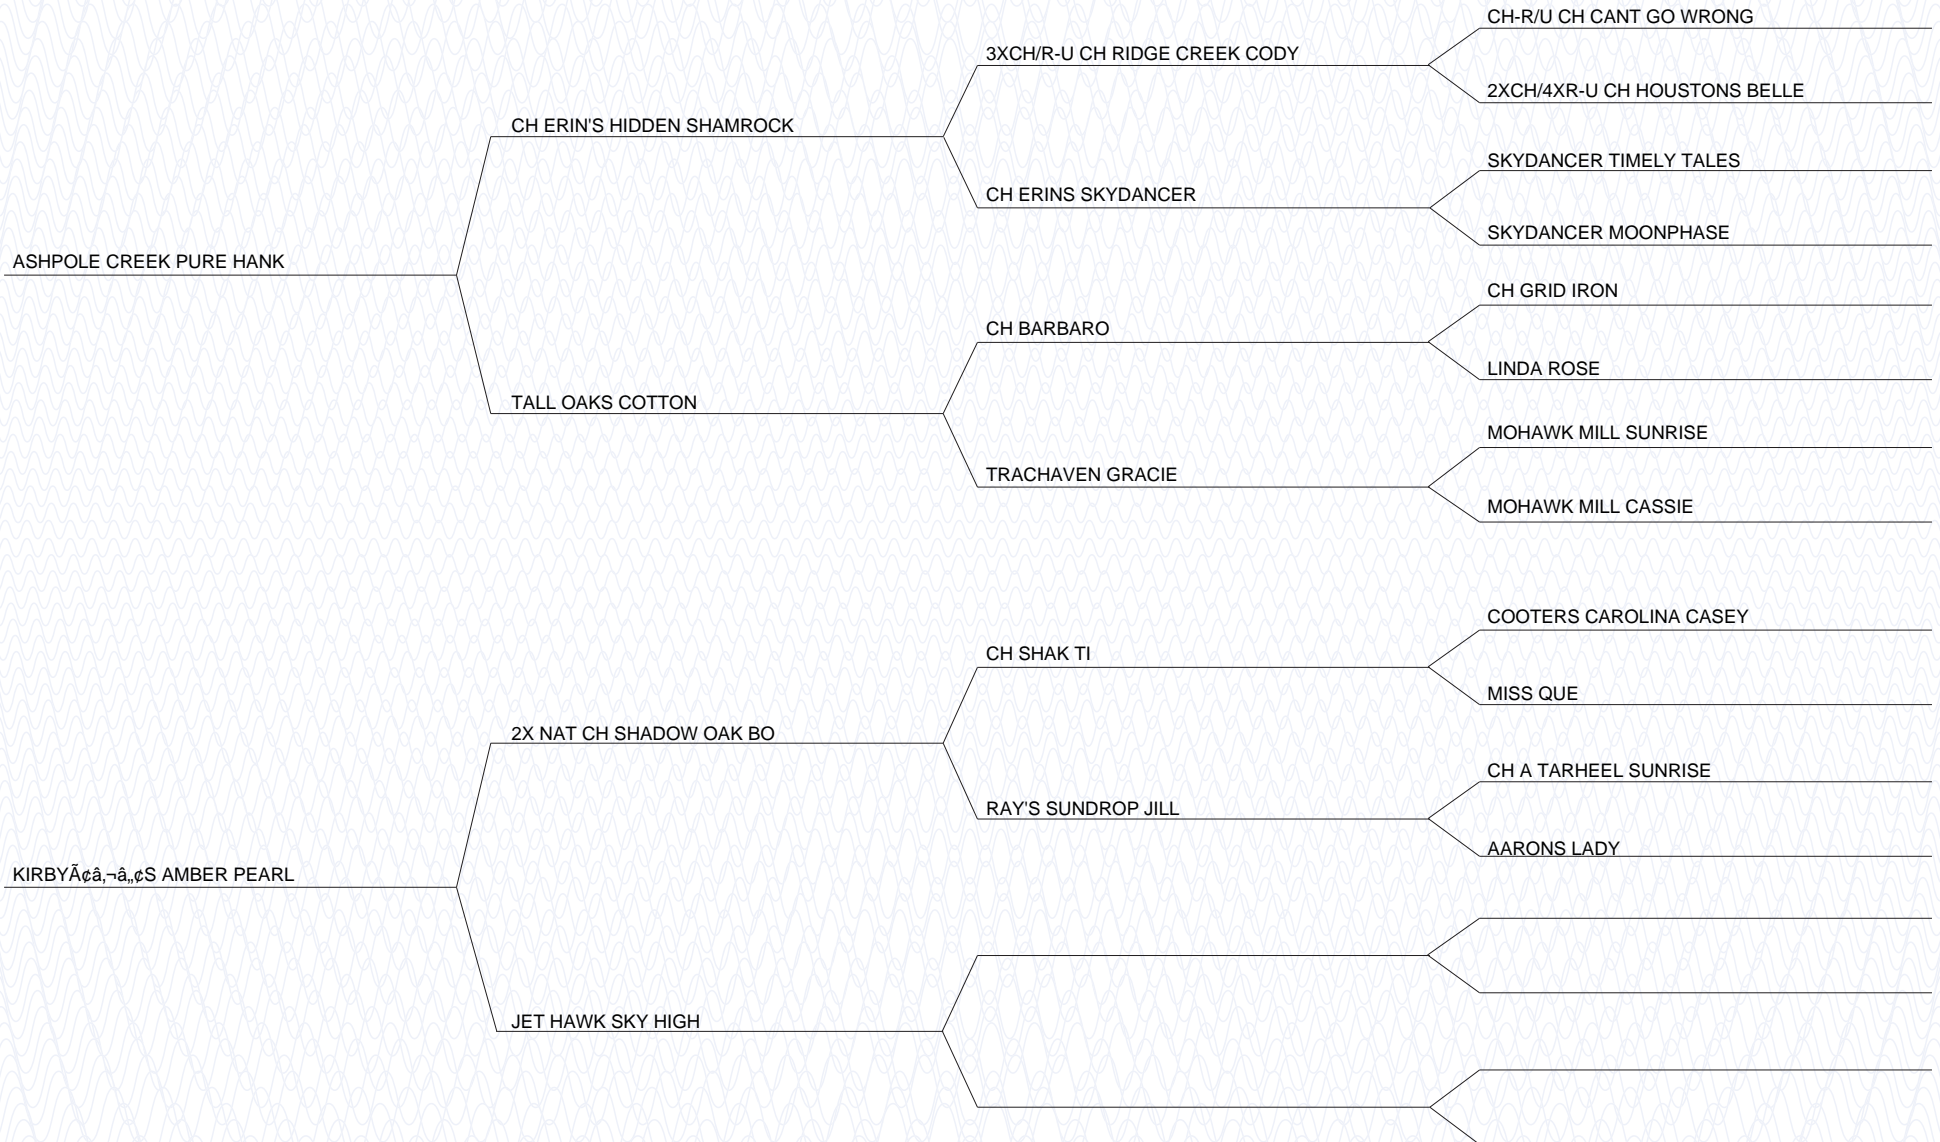 CH-R/U CH CANT GO WRONG
3XCH/R-U CH RIDGE CREEK CODY
2XCH/4XR-U CH HOUSTONS BELLE
CH ERIN'S HIDDEN SHAMROCK
SKYDANCER TIMELY TALES
CH ERINS SKYDANCER
SKYDANCER MOONPHASE
ASHPOLE CREEK PURE HANK
CH GRID IRON
CH BARBARO
LINDA ROSE
TALL OAKS COTTON
MOHAWK MILL SUNRISE
TRACHAVEN GRACIE
MOHAWK MILL CASSIE
COOTERS CAROLINA CASEY
CH SHAK TI
MISS QUE
2X NAT CH SHADOW OAK BO
CH A TARHEEL SUNRISE
RAY'S SUNDROP JILL
AARONS LADY
KIRBYÃ¢â‚¬â„¢S AMBER PEARL
JET HAWK SKY HIGH